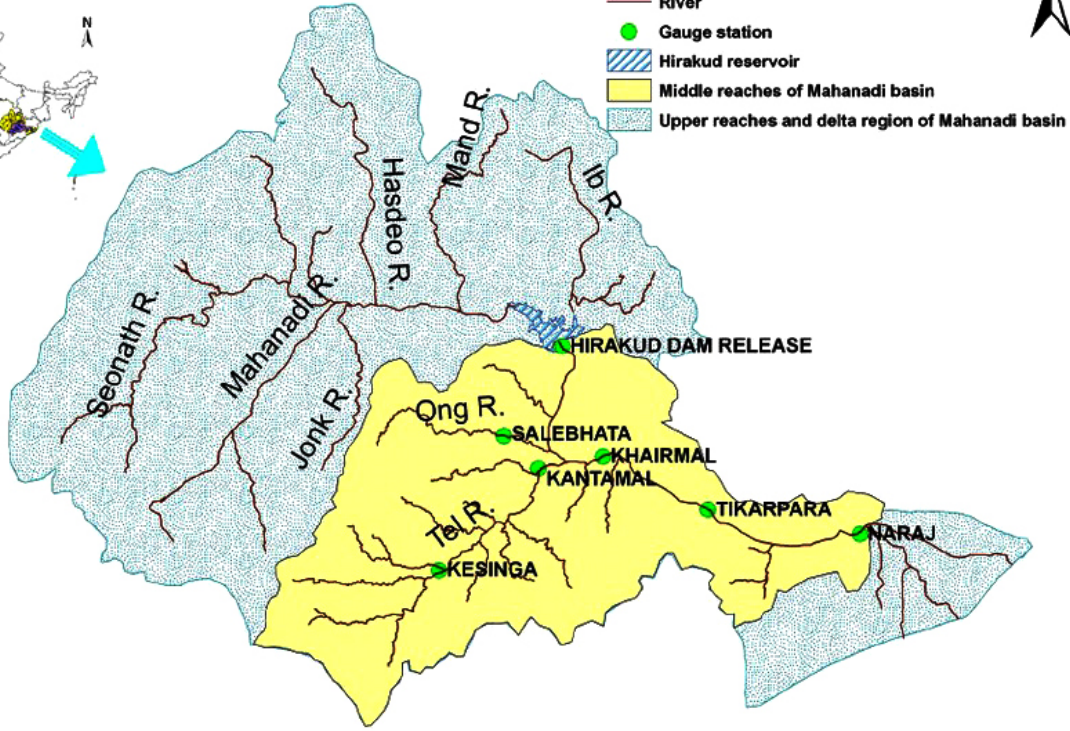 N
River
Gauge station
Hirakud reservoir
Middle reaches of Mahanadi basin
Upper reaches and delta region of Mahanadi basin
Mand R.
Hasdeo R.
Ib R.
Seonath R.
Mahanadi R.
Jonk R.
HIRAKUD DAM RELEASE
Ong R.
SALEBHATA
KHAIRMAL
KANTAMAL
Tel R.
TIKARPARA
NARAJ
KESINGA